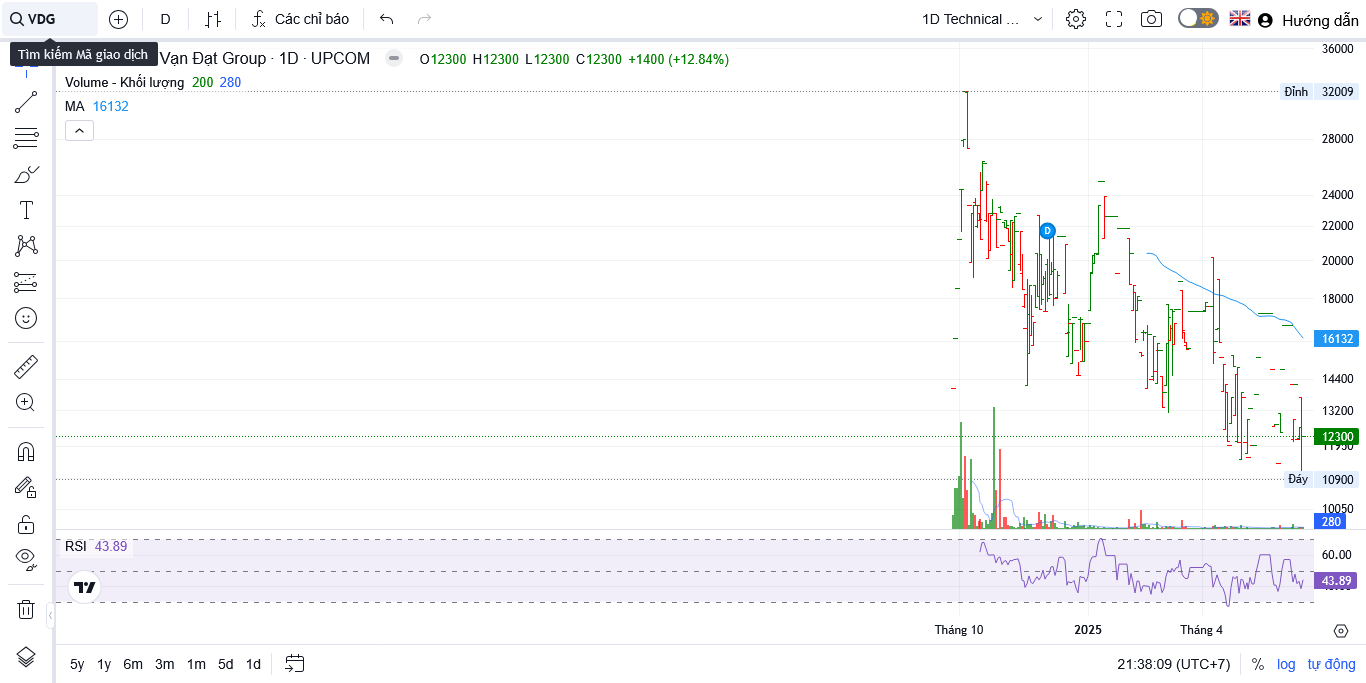 VDG
D
Các chỉ báo
1D Technical ...
Hướng dẫn
Tìm kiếm Mã giao dịch
Vạn Đạt Group · 1D · UPCOM
O12300 H12300 L12300 C12300 +1400 (+12.84%)
Volume - Khối lượng 200 280
MA 16132
36000
Đỉnh 32009
28000
24000
22000
D
20000
18000
16132
14400
13200
12300
Đáy 10900
10050
280
RSI 43.89
60.00
43.89
Tháng 10
2025
Tháng 4
5y 1y 6m 3m 1m 5d 1d
21:38:09 (UTC+7)
%
log
tự động